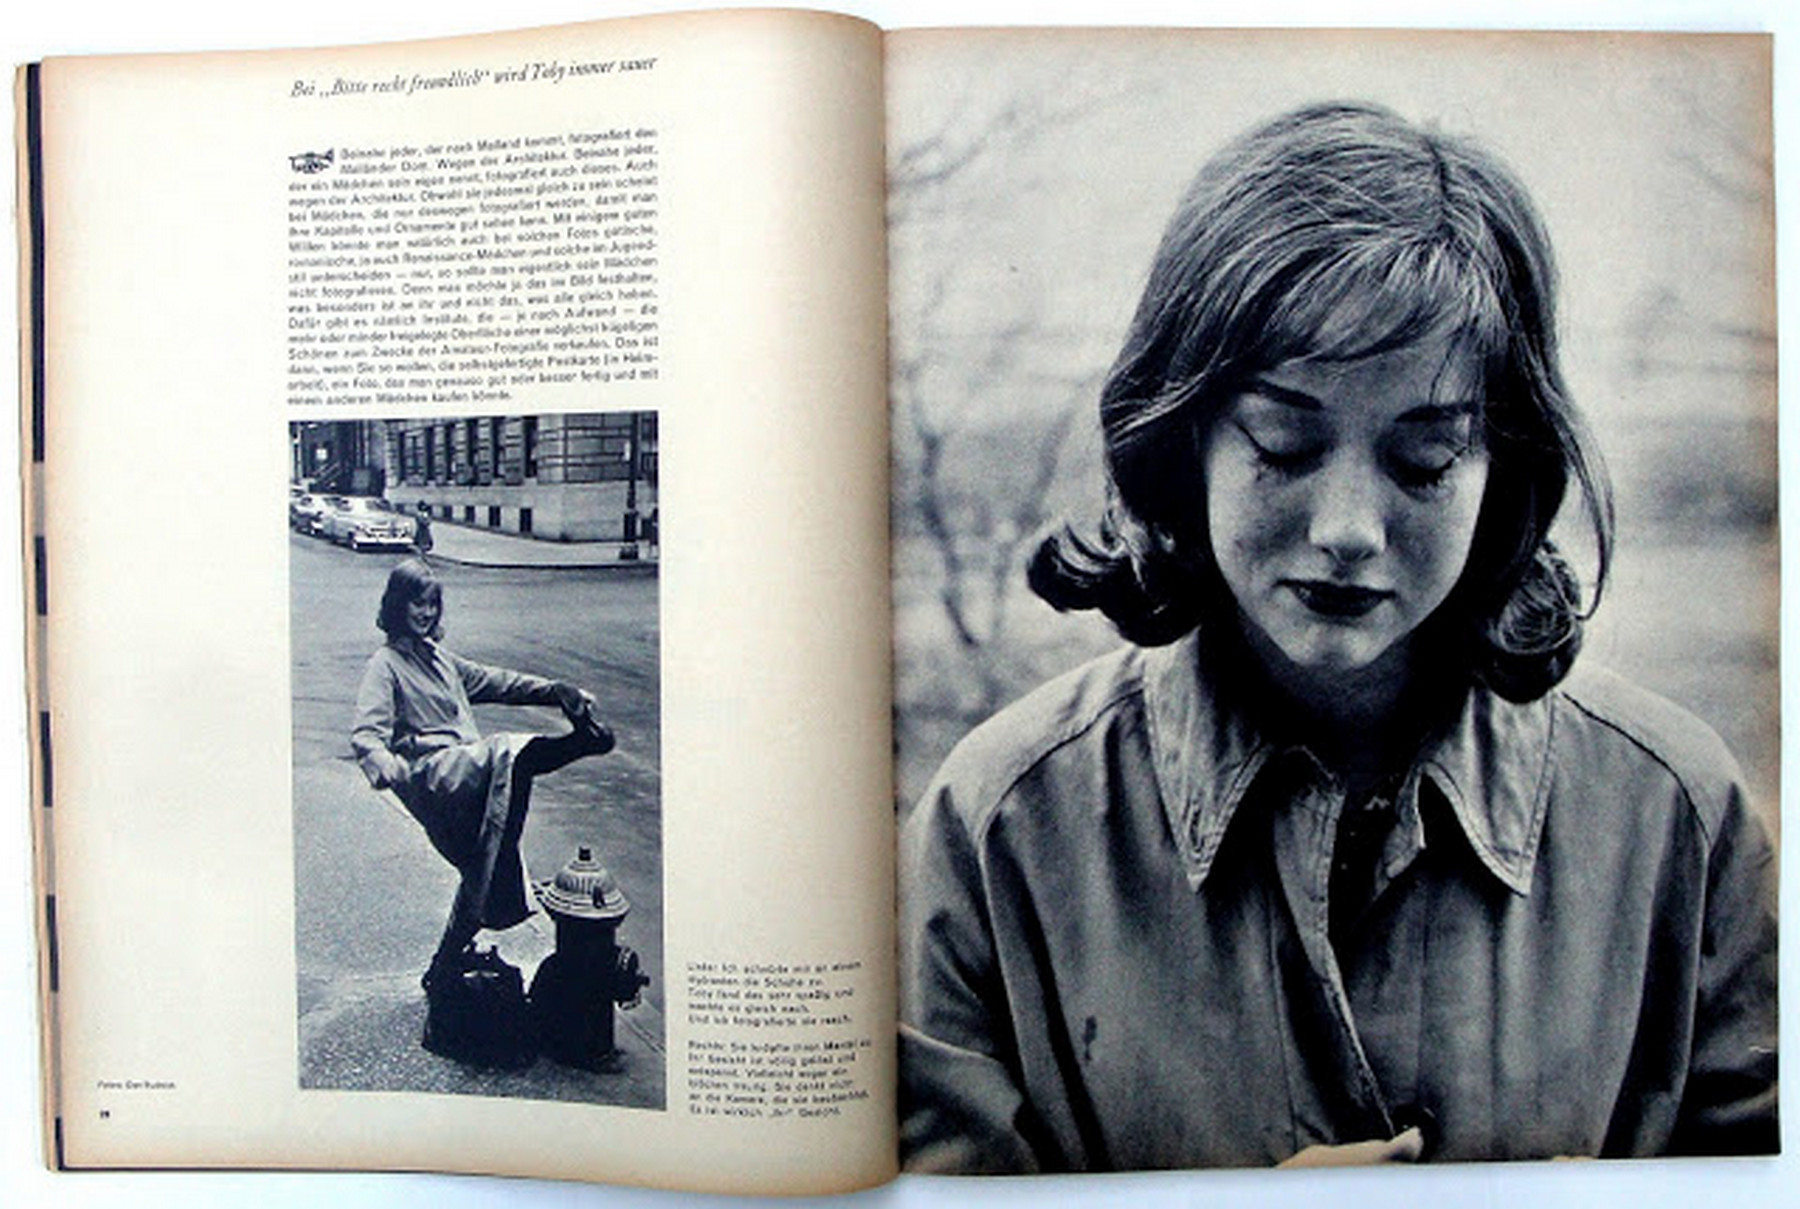 Bei „Bitte recht freundlich“ wird Toby immer sauer
Beinahe jeder, der nach Mailand kommt, fotografiert den
Mailänder Dom. Wegen der Architektur. Beinahe jeder,
der ein Mädchen sein eigen nennt, fotografiert auch dieses. Auch
wegen der Architektur. Obwohl sie jedesmal gleich zu sein scheint
bei Mädchen, die nur deswegen fotografiert werden, damit man
ihre Kapitelle und Ornamente gut sehen kann. Mit einigem guten
Willen könnte man natürlich auch bei solchen Fotos gotische,
romanische, ja auch Renaissance-Mädchen und solche im Jugend-
stil unterscheiden — nur, so sollte man eigentlich sein Mädchen
nicht fotografieren. Denn man möchte ja das im Bild festhalten,
was besonders ist an ihr und nicht das, was alle gleich haben.
Dafür gibt es nämlich Institute, die — je nach Aufwand — die
mehr oder minder freigelegte Oberfläche einer möglichst hügeligen
Schönen zum Zwecke der Amateur-Fotografie verkaufen. Das ist
dann, wenn Sie so wollen, die selbstgefertigte Postkarte (in Heim-
arbeit), ein Foto, das man genauso gut oder besser fertig und mit
einem anderen Mädchen kaufen könnte.
Links: Ich schnürte mir an einem
Hydranten die Schuhe zu.
Toby fand das sehr spaßig und
machte es gleich nach.
Und ich fotografierte sie rasch.
Rechts: Sie knöpfte ihren Mantel zu.
Ihr Gesicht ist völlig gelöst und
entspannt. Vielleicht sogar ein
bißchen traurig. Sie denkt nicht
an die Kamera, die sie beobachtet.
Es ist wirklich „ihr“ Gesicht.
Fotos: